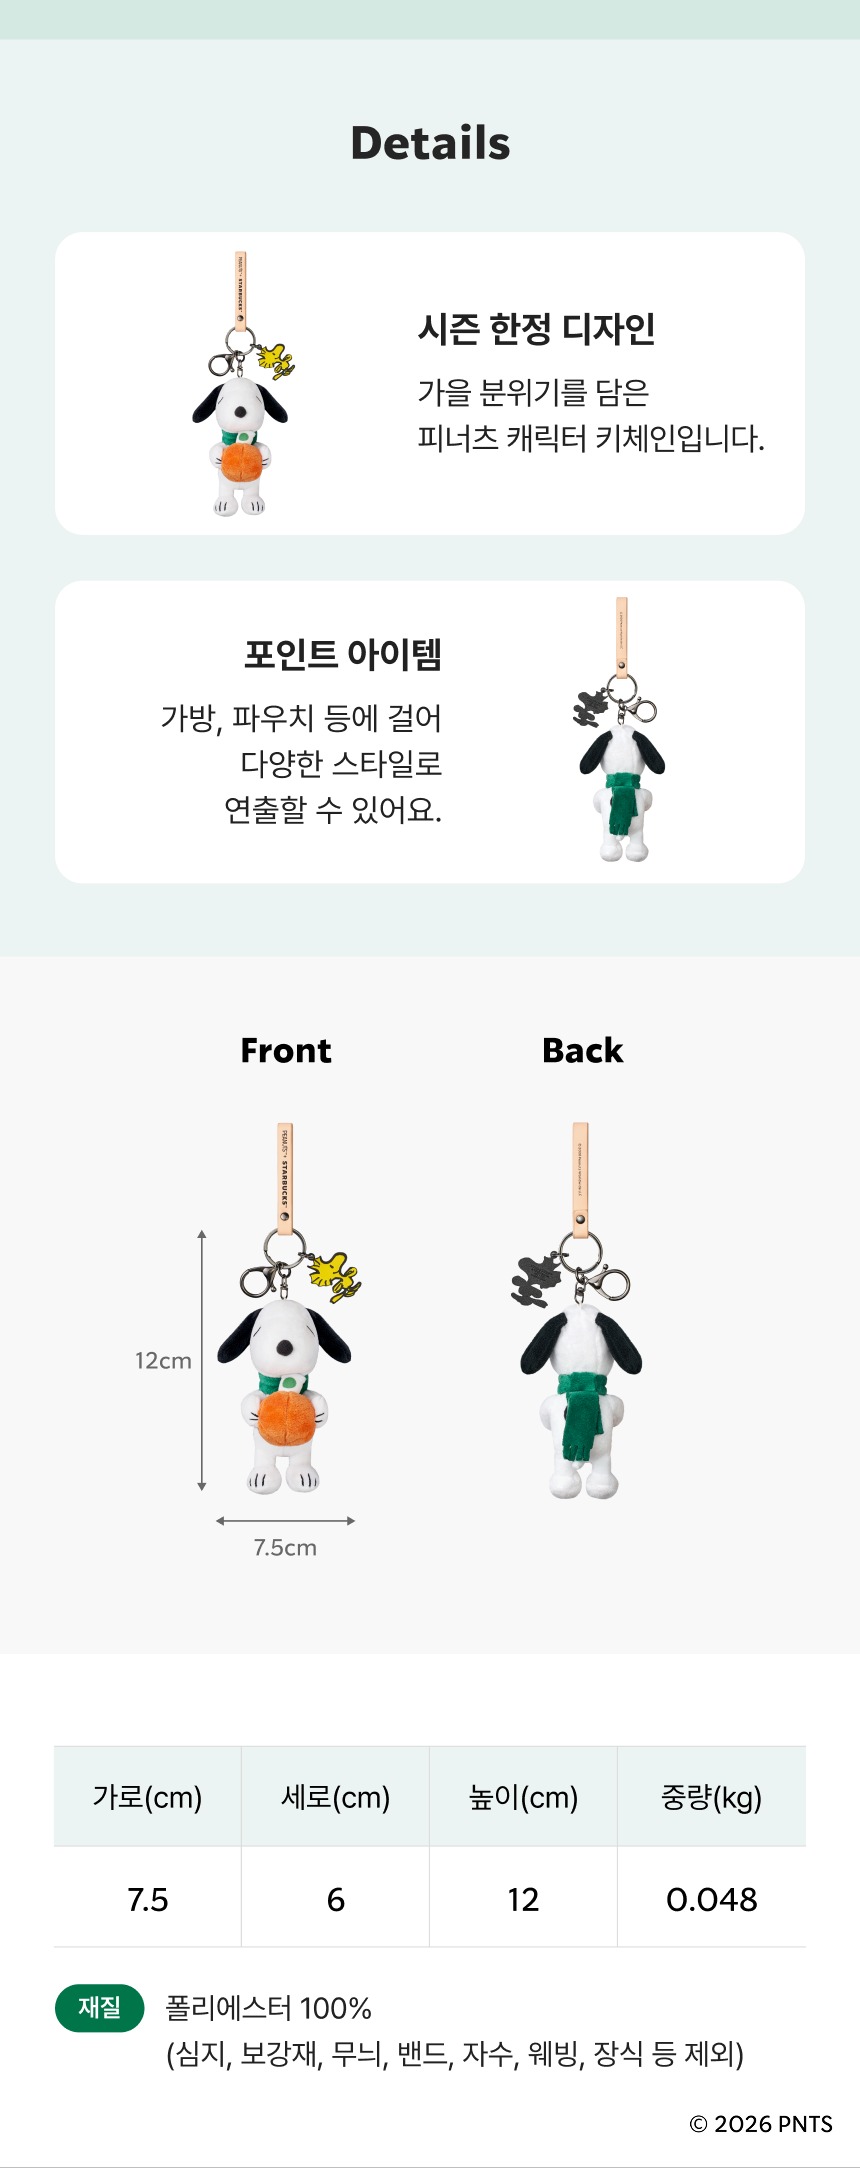 Details
PEANUTS™ + STARBUCKS™
시즌 한정 디자인
가을 분위기를 담은
피너츠 캐릭터 키체인입니다.
포인트 아이템
가방, 파우치 등에 걸어
다양한 스타일로
연출할 수 있어요.
Front
Back
PEANUTS™ + STARBUCKS™
12cm
7.5cm
가로(cm) 세로(cm) 높이(cm) 중량(kg)
7.5 6 12 0.048
재질 폴리에스터 100%
(심지, 보강재, 무늬, 밴드, 자수, 웨빙, 장식 등 제외)
© 2026 PNTS